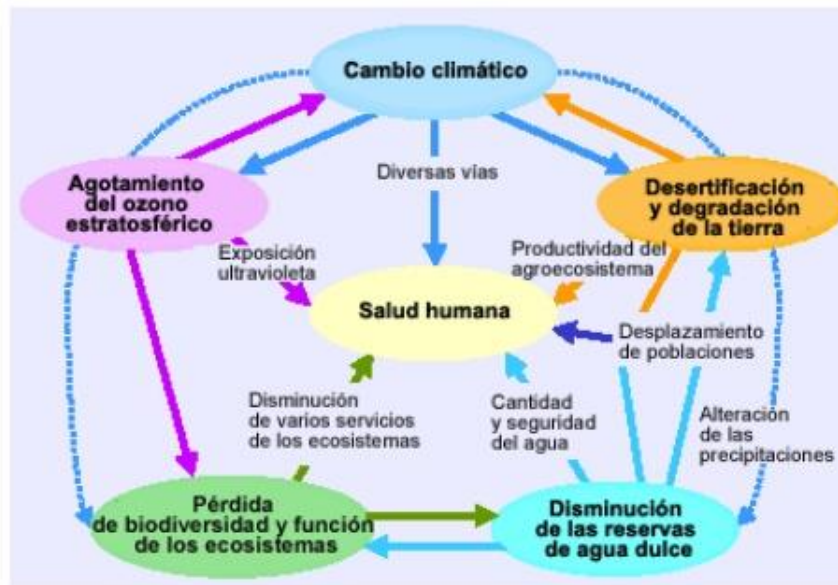 Cambio climático
Diversas vías
Agotamiento
del ozono
estratosférico
Desertificación
y degradación
de la tierra
Exposición
ultravioleta
Productividad del
agroecosistema
Salud humana
Desplazamiento
de poblaciones
Disminución
de varios servicios
de los ecosistemas
Cantidad
y seguridad
del agua
Alteración
de las
precipitaciones
Pérdida
de biodiversidad y función
de los ecosistemas
Disminución
de las reservas
de agua dulce